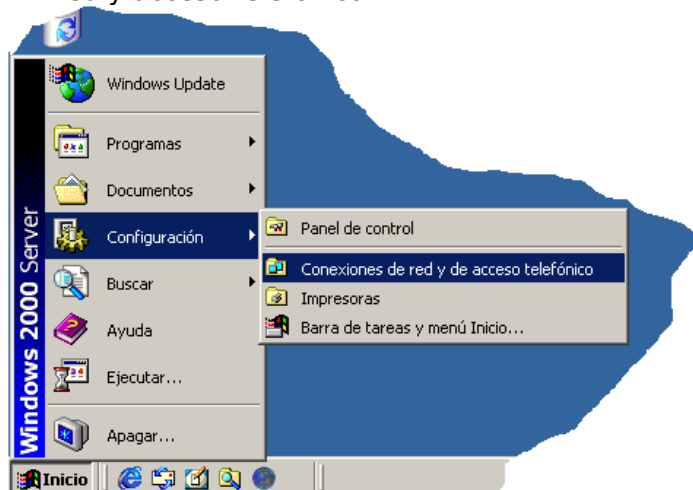 Windows Update
Programas
Documentos
Configuración
Buscar
Ayuda
Ejecutar...
Apagar...
Windows 2000 Server
Panel de control
Conexiones de red y de acceso telefónico
Impresoras
Barra de tareas y menú Inicio...
Inicio